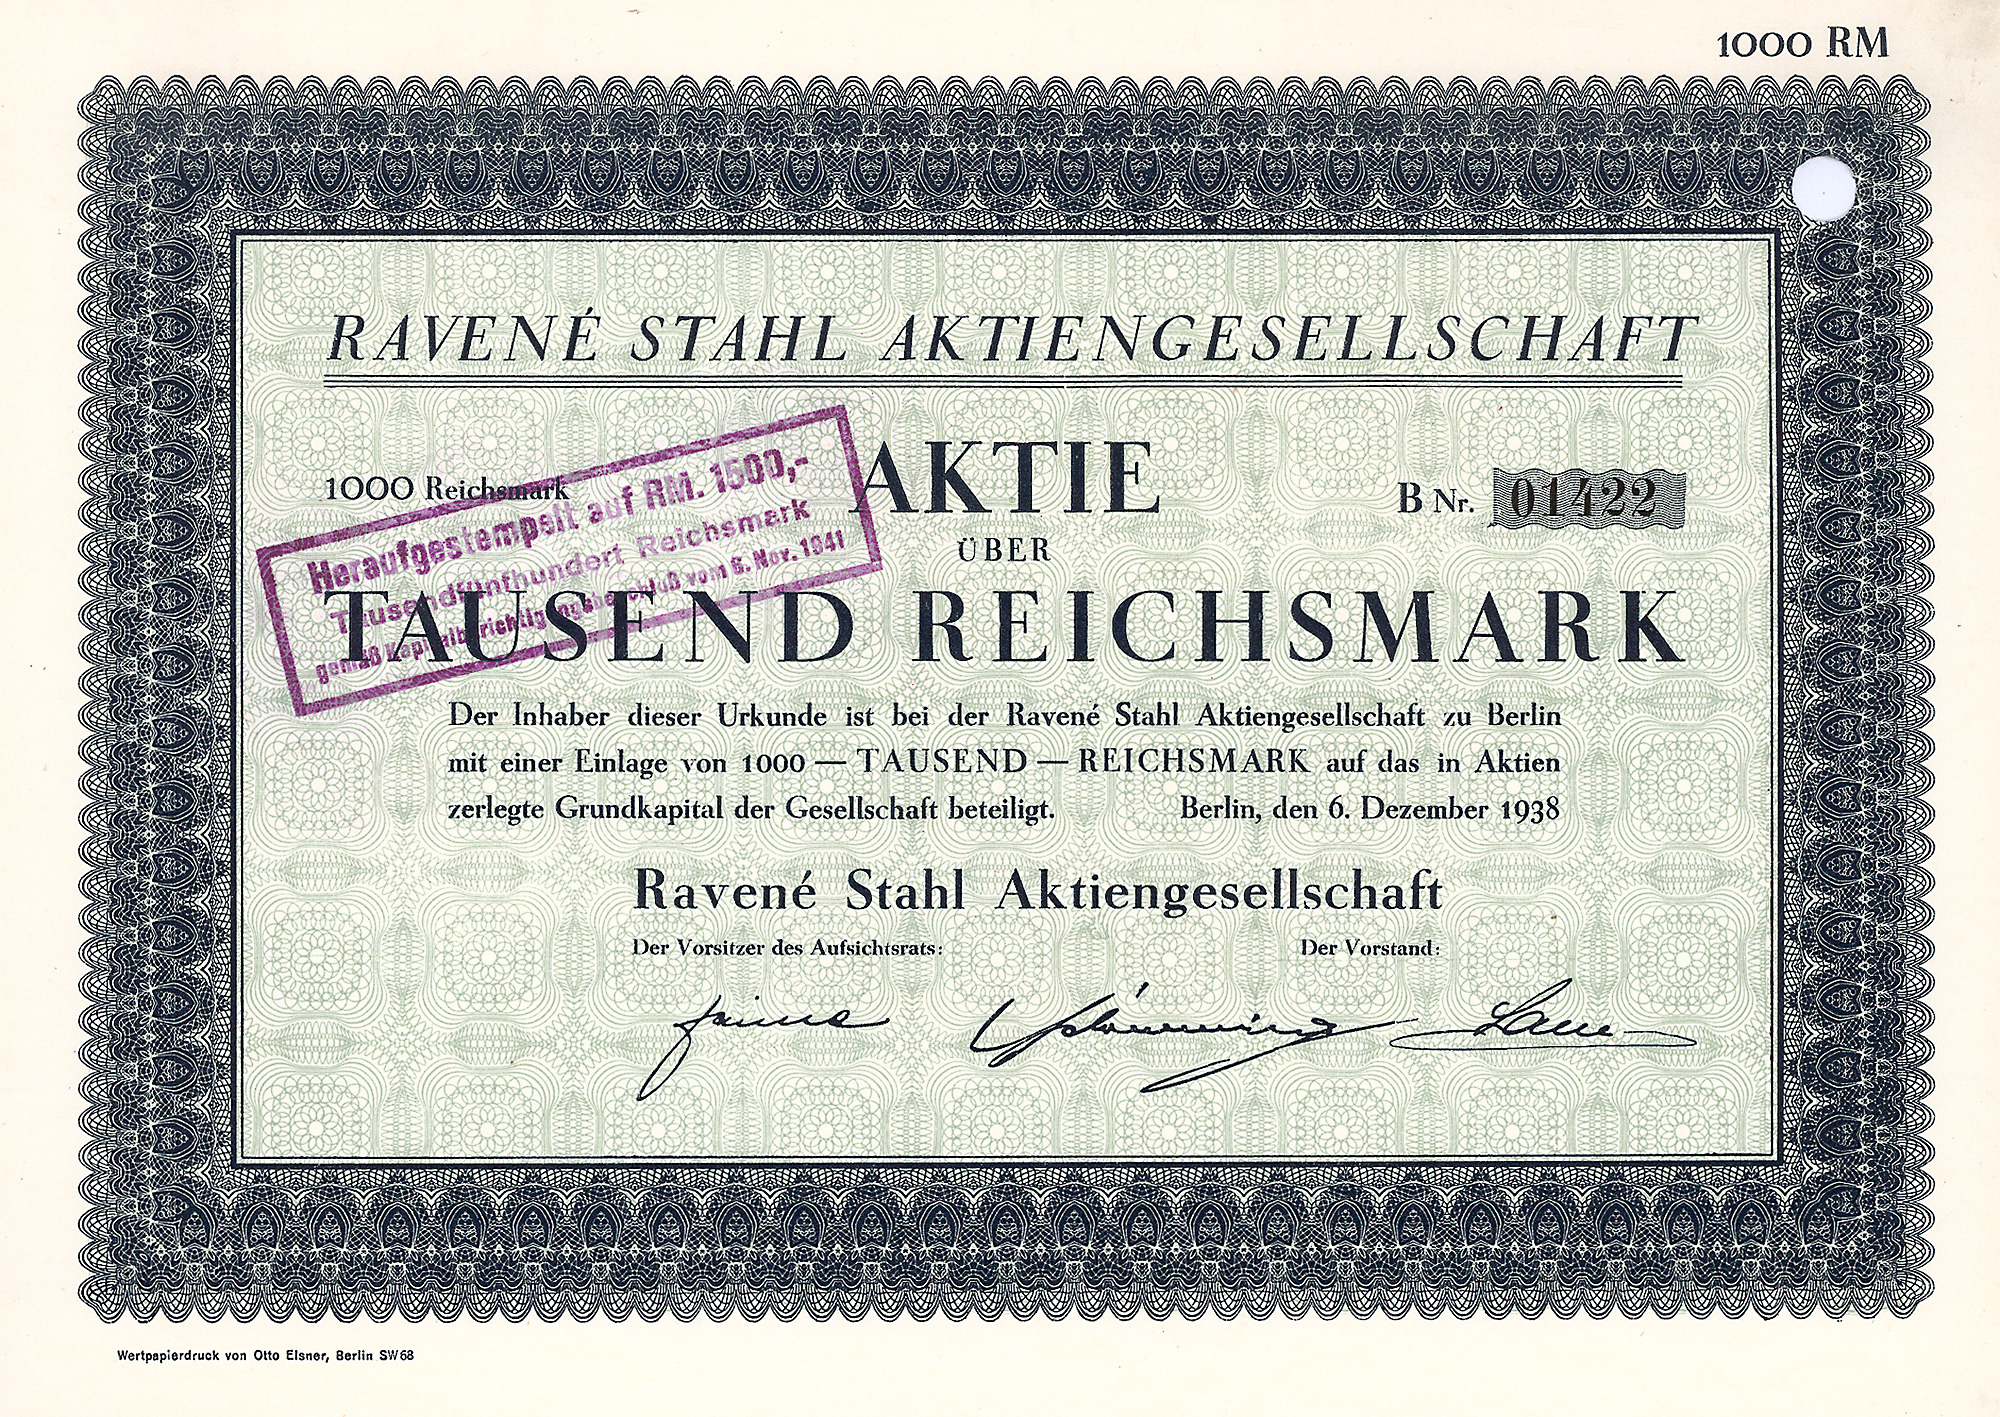 1000 RM
RAVENÉ STAHL AKTIENGESELLSCHAFT
Heraufgestempelt auf RM. 1500,-
Tausendfünfhundert Reichsmark
gemäß Kapitalberichtigungsbeschluß vom 6. Nov. 1941
1000 Reichsmark
AKTIE
B Nr. 01422
ÜBER
TAUSEND REICHSMARK
Der Inhaber dieser Urkunde ist bei der Ravené Stahl Aktiengesellschaft zu Berlin
mit einer Einlage von 1000 — TAUSEND — REICHSMARK auf das in Aktien
zerlegte Grundkapital der Gesellschaft beteiligt. Berlin, den 6. Dezember 1938
Ravené Stahl Aktiengesellschaft
Der Vorsitzer des Aufsichtsrats: Der Vorstand:
Wertpapierdruck von Otto Elsner, Berlin SW68